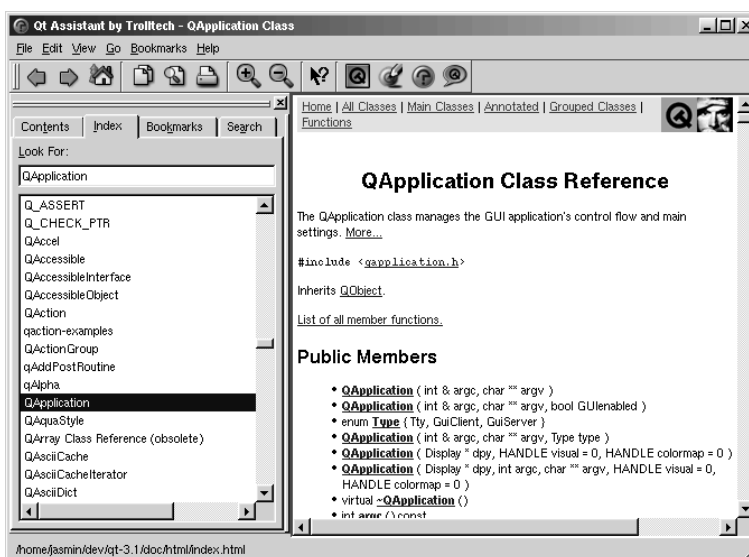 Qt Assistant by Trolltech - QApplication Class
File Edit View Go Bookmarks Help
Contents Index Bookmarks Search
Look For:
QApplication
Q_ASSERT
Q_CHECK_PTR
QAccel
QAccessible
QAccessibleInterface
QAccessibleObject
QAction
qaction-examples
QActionGroup
qAddPostRoutine
qAlpha
QApplication
QAquaStyle
QArray Class Reference (obsolete)
QAsciiCache
QAsciiCacheIterator
QAsciiDict
Home | All Classes | Main Classes | Annotated | Grouped Classes |
Functions
QApplication Class Reference
The QApplication class manages the GUI application's control flow and main
settings. More...
#include <qapplication.h>
Inherits QObject.
List of all member functions.
Public Members
• QApplication ( int & argc, char ** argv )
• QApplication ( int & argc, char ** argv, bool GUIenabled )
• enum Type { Tty, GuiClient, GuiServer }
• QApplication ( int & argc, char ** argv, Type type )
• QApplication ( Display * dpy, HANDLE visual = 0, HANDLE colormap = 0 )
• QApplication ( Display * dpy, int argc, char ** argv, HANDLE visual = 0,
HANDLE colormap = 0 )
• virtual ~QApplication ()
• int argc () const
/home/jasmin/dev/qt-3.1/doc/html/index.html